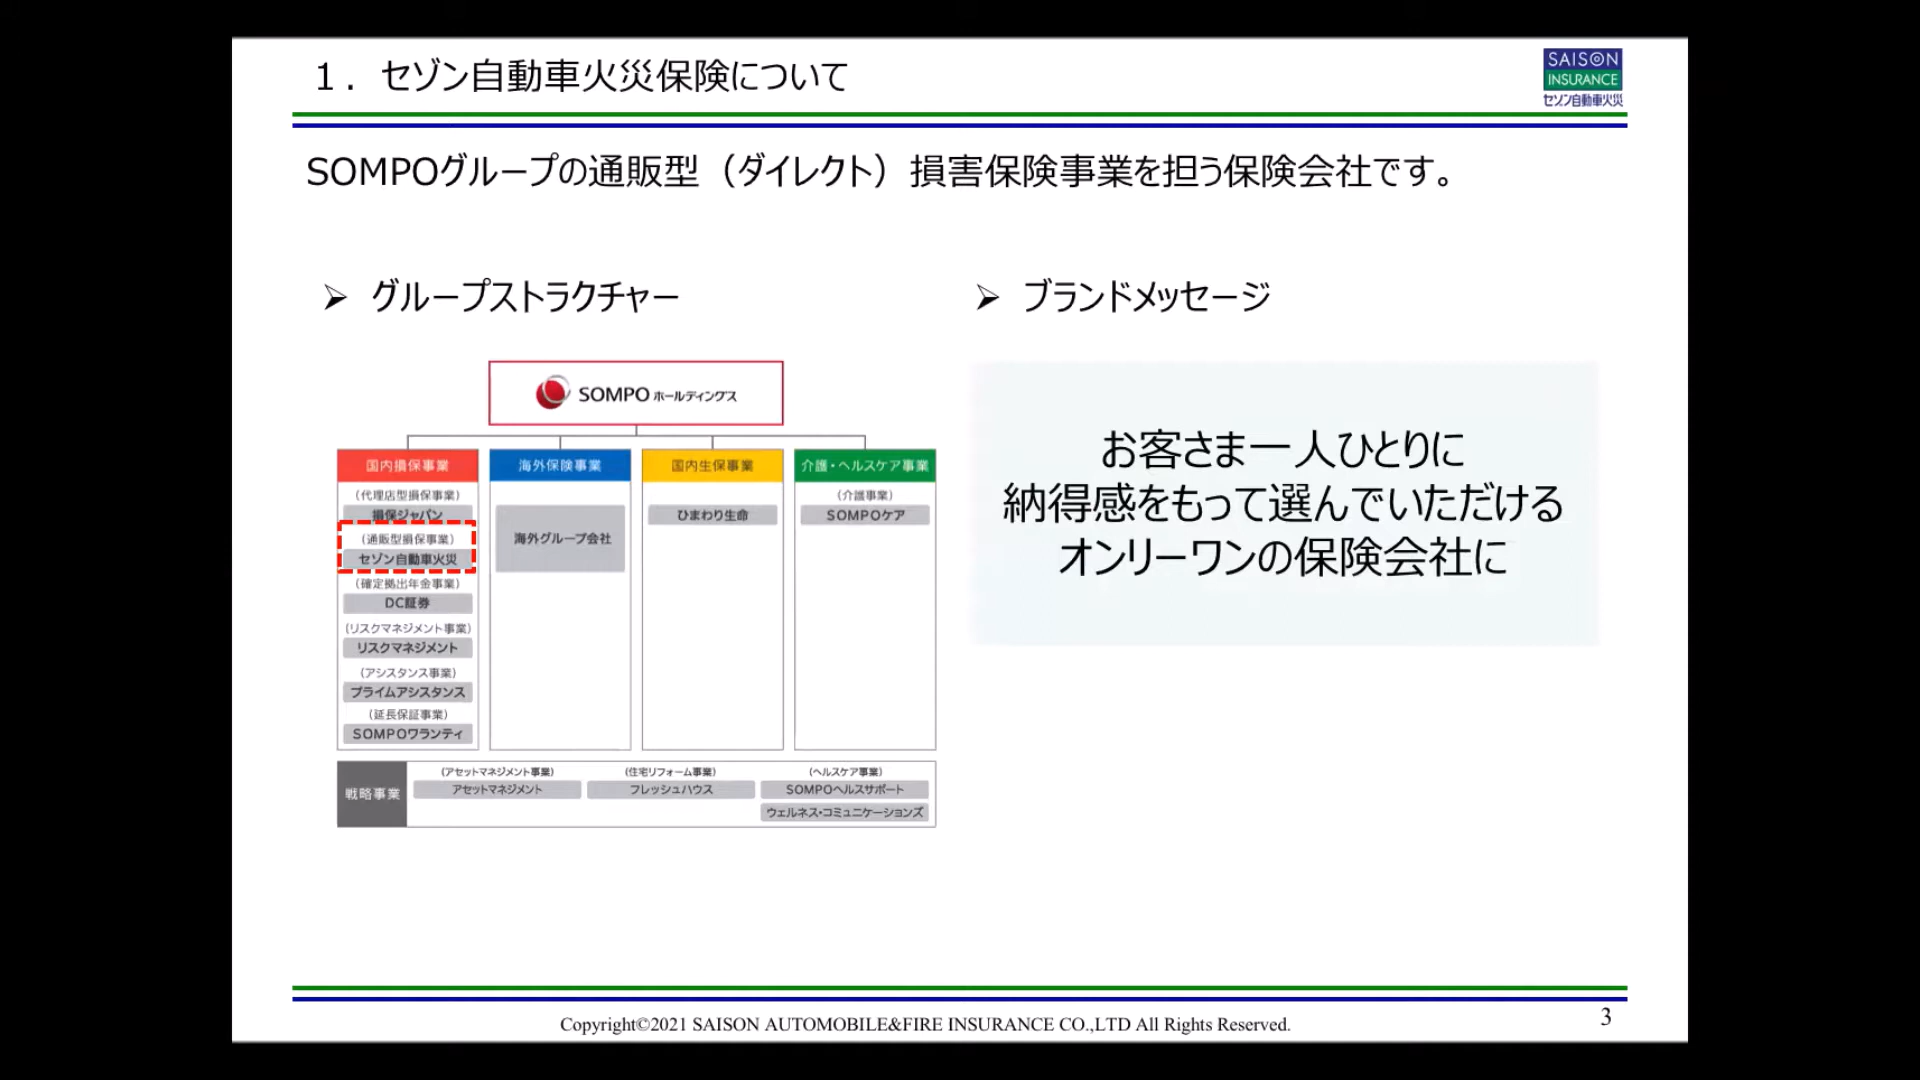 1．セゾン自動車火災保険について
SAISON
INSURANCE
セゾン自動車火災
SOMPOグループの通販型（ダイレクト）損害保険事業を担う保険会社です。
➢ グループストラクチャー
SOMPOホールディングス
国内損保事業
（代理店型損保事業）
損保ジャパン
（通販型損保事業）
セゾン自動車火災
（確定拠出年金事業）
DC証券
（リスクマネジメント事業）
リスクマネジメント
（アシスタンス事業）
プライムアシスタンス
（延長保証事業）
SOMPOワランティ
海外保険事業
海外グループ会社
国内生保事業
ひまわり生命
介護・ヘルスケア事業
（介護事業）
SOMPOケア
戦略事業
（アセットマネジメント事業）
アセットマネジメント
（住宅リフォーム事業）
フレッシュハウス
（ヘルスケア事業）
SOMPOヘルスサポート
ウェルネス・コミュニケーションズ
➢ ブランドメッセージ
お客さま一人ひとりに
納得感をもって選んでいただける
オンリーワンの保険会社に
Copyright©2021 SAISON AUTOMOBILE&FIRE INSURANCE CO.,LTD All Rights Reserved.
3